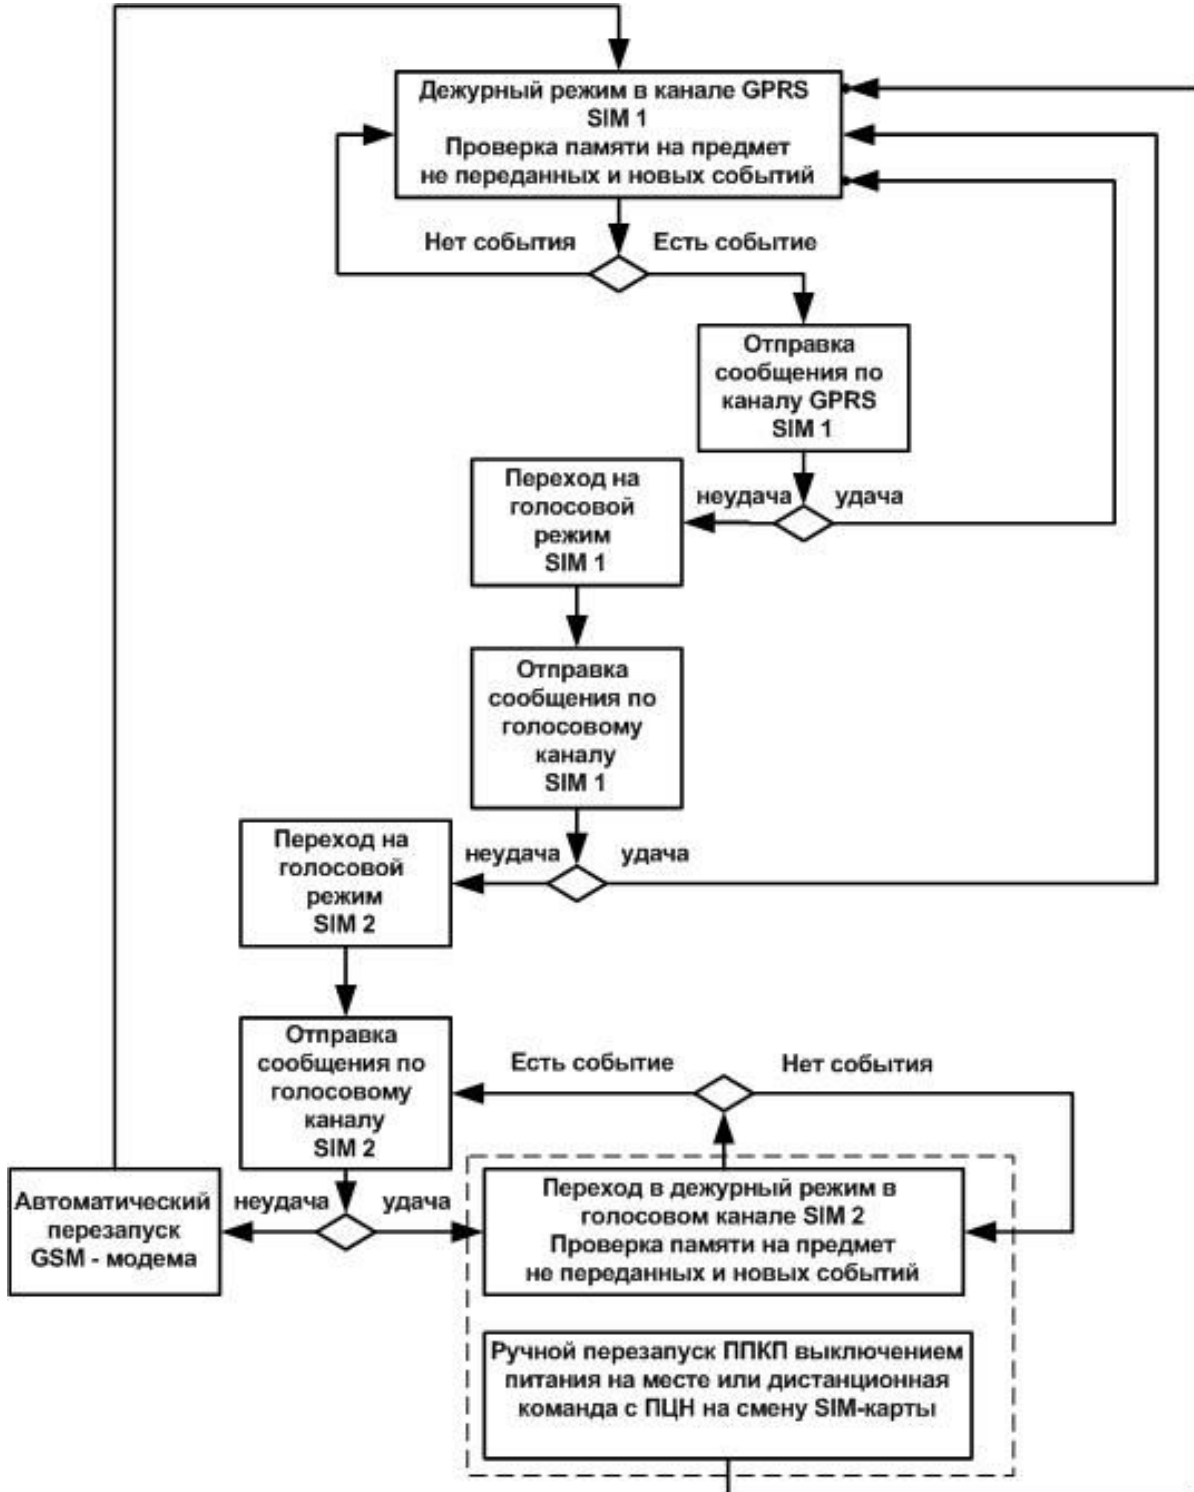 Дежурный режим в канале GPRS
SIM 1
Проверка памяти на предмет
не переданных и новых событий
Нет события
Есть событие
Отправка
сообщения по
каналу GPRS
SIM 1
неудача
удача
Переход на
голосовой
режим
SIM 1
Отправка
сообщения по
голосовому
каналу
SIM 1
неудача
удача
Переход на
голосовой
режим
SIM 2
Отправка
сообщения по
голосовому
каналу
SIM 2
Есть событие
Нет события
неудача
удача
Автоматический
перезапуск
GSM - модема
Переход в дежурный режим в
голосовом канале SIM 2
Проверка памяти на предмет
не переданных и новых событий
Ручной перезапуск ППКП выключением
питания на месте или дистанционная
команда с ПЦН на смену SIM-карты